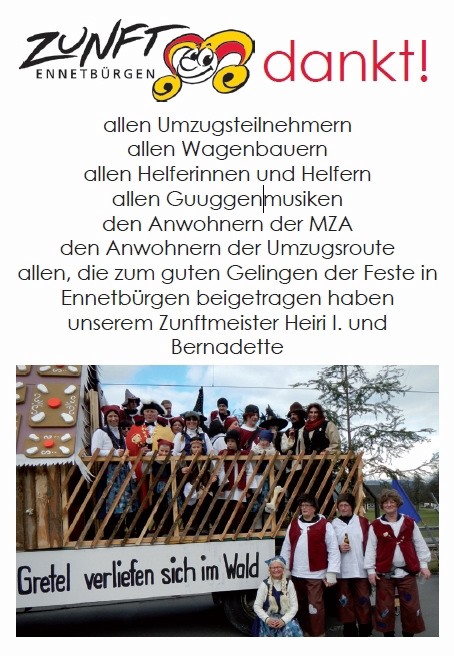 ZUNFT
ENNETBÜRGEN
dankt!
allen Umzugsteilnehmern
allen Wagenbauern
allen Helferinnen und Helfern
allen Guuggenmusiken
den Anwohnern der MZA
den Anwohnern der Umzugsroute
allen, die zum guten Gelingen der Feste in
Ennetbürgen beigetragen haben
unserem Zunftmeister Heiri I. und
Bernadette
Gretel verliefen sich im Wald